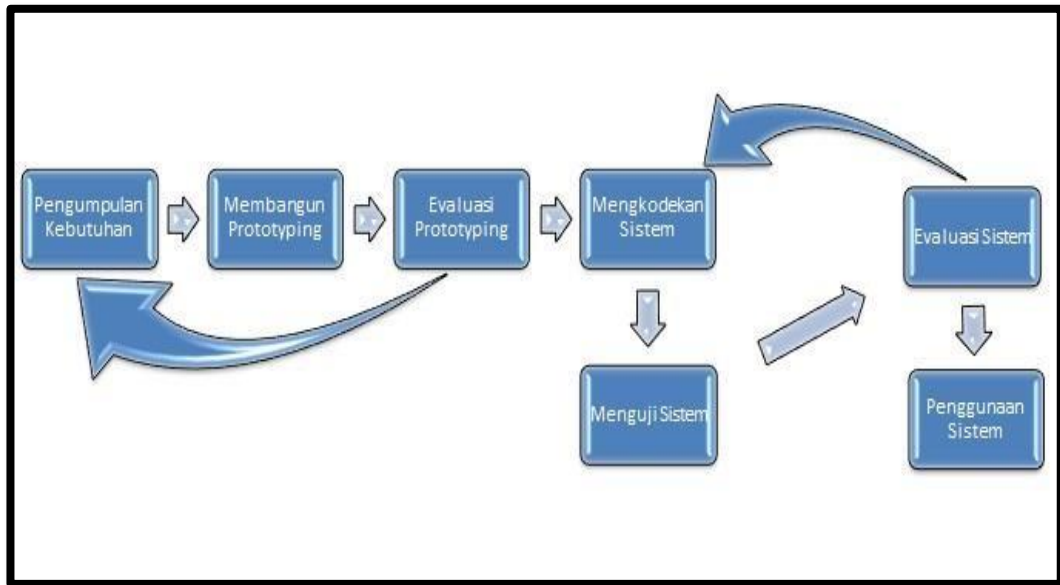 Pengumpulan
Kebutuhan
Membangun
Prototyping
Evaluasi
Prototyping
Mengkodekan
Sistem
Menguji Sistem
Evaluasi Sistem
Penggunaan
Sistem